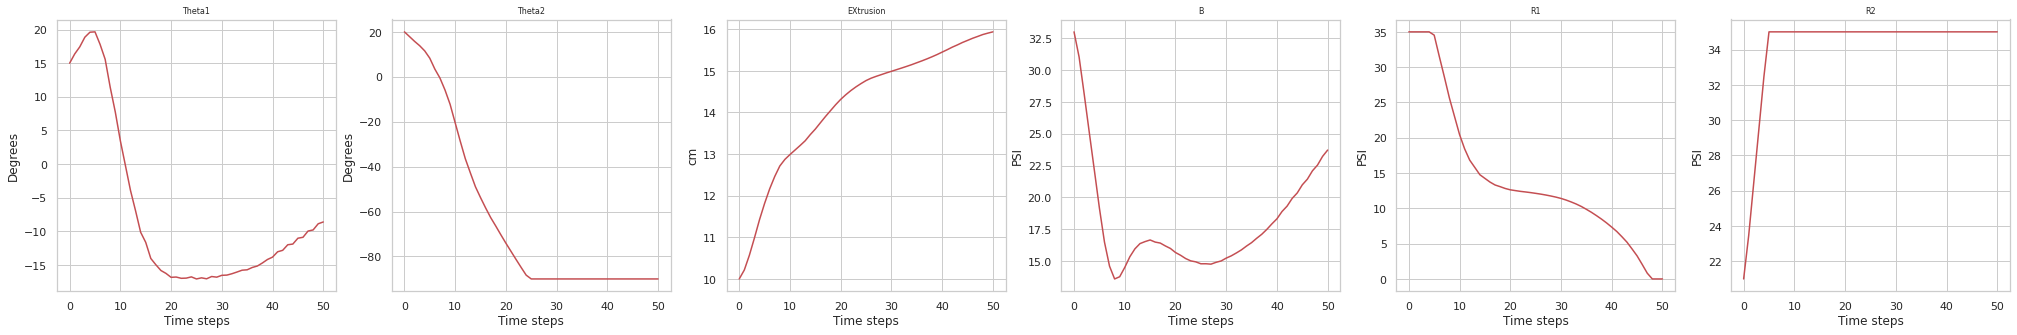 Theta1
20
15
10
5
0
−5
−10
−15
Degrees
0 10 20 30 40 50
Time steps
Theta2
20
0
−20
−40
−60
−80
Degrees
0 10 20 30 40 50
Time steps
EXtrusion
16
15
14
13
12
11
10
cm
0 10 20 30 40 50
Time steps
B
32.5
30.0
27.5
25.0
22.5
20.0
17.5
15.0
PSI
0 10 20 30 40 50
Time steps
R1
35
30
25
20
15
10
5
0
PSI
0 10 20 30 40 50
Time steps
R2
34
32
30
28
26
24
22
PSI
0 10 20 30 40 50
Time steps